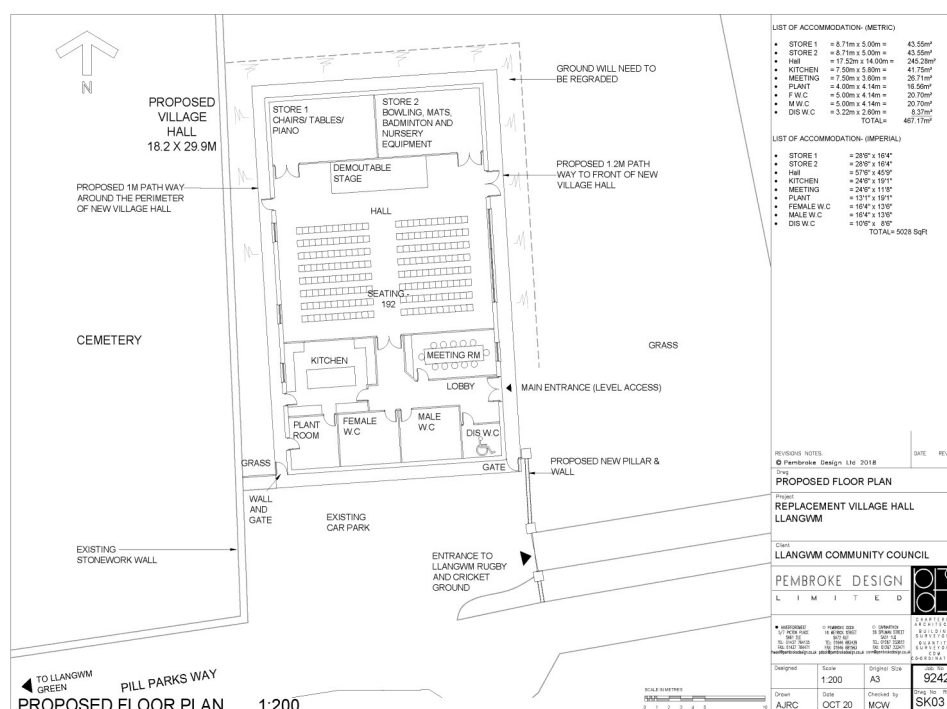 N
PROPOSED
VILLAGE
HALL
18.2 X 29.9M
PROPOSED 1M PATH WAY
AROUND THE PERIMETER
OF NEW VILLAGE HALL
CEMETERY
EXISTING
STONEWORK WALL
TO LLANGWM
GREEN
PILL PARKS WAY
PROPOSED FLOOR PLAN 1:200
STORE 1
CHAIRS/ TABLES/
PIANO
STORE 2
BOWLING, MATS,
BADMINTON AND
NURSERY
EQUIPMENT
DEMOUTABLE
STAGE
HALL
SEATING -
192
KITCHEN
MEETING RM
LOBBY
PLANT
ROOM
FEMALE
W.C
MALE
W.C
DIS W.C
GRASS
GATE
WALL
AND
GATE
EXISTING
CAR PARK
GROUND WILL NEED TO
BE REGRADED
PROPOSED 1.2M PATH
WAY TO FRONT OF NEW
VILLAGE HALL
GRASS
MAIN ENTRANCE (LEVEL ACCESS)
PROPOSED NEW PILLAR &
WALL
ENTRANCE TO
LLANGWM RUGBY
AND CRICKET
GROUND
SCALE IN METRES
LIST OF ACCOMMODATION- (METRIC)
• STORE 1 = 8.71m x 5.00m = 43.55m²
• STORE 2 = 8.71m x 5.00m = 43.55m²
• Hall = 17.52m x 14.00m = 245.28m²
• KITCHEN = 7.50m x 5.80m = 41.75m²
• MEETING = 7.50m x 3.60m = 26.71m²
• PLANT = 4.00m x 4.14m = 16.56m²
• F W.C = 5.00m x 4.14m = 20.70m²
• M W.C = 5.00m x 4.14m = 20.70m²
• DIS W.C = 3.22m x 2.60m = 8.37m²
TOTAL= 467.17m²
LIST OF ACCOMMODATION- (IMPERIAL)
• STORE 1 = 28'6" x 16'4"
• STORE 2 = 28'6" x 16'4"
• Hall = 57'6" x 45'9"
• KITCHEN = 24'6" x 19'1"
• MEETING = 24'6" x 11'8"
• PLANT = 13'1" x 19'1"
• FEMALE W.C = 16'4" x 13'6"
• MALE W.C = 16'4" x 13'6"
• DIS W.C = 10'6" x 8'6"
TOTAL= 5028 SqFt
REVISIONS NOTES. DATE REV
© Pembroke Design Ltd 2018
Drwg
PROPOSED FLOOR PLAN
Project
REPLACEMENT VILLAGE HALL
LLANGWM
Client
LLANGWM COMMUNITY COUNCIL
PEMBROKE DESIGN
LIMITED
Designed Scale Original Size Job No
1:200 A3 9242
Drawn Date Checked by Drwg No
AJRC OCT 20 MCW SK03